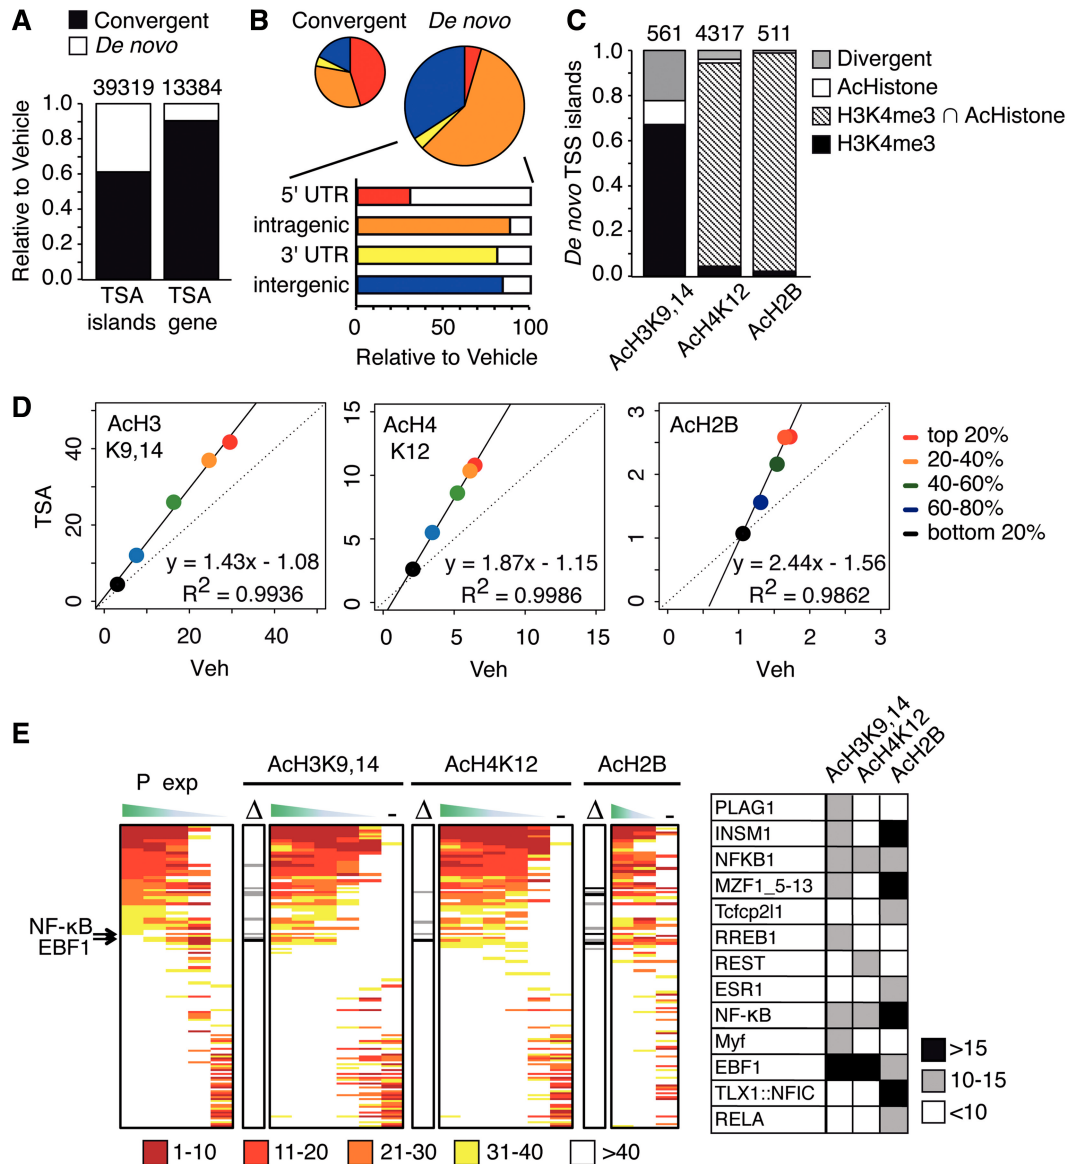 A
Convergent
De novo
39319 13384
Relative to Vehicle
1.0
0.8
0.6
0.4
0.2
0.0
TSA islands
TSA gene
B
Convergent De novo
5' UTR
intragenic
3' UTR
intergenic
0 50 100
Relative to Vehicle
C
561 4317 511
De novo TSS islands
1.0
0.8
0.6
0.4
0.2
0.0
AcH3K9,14
AcH4K12
AcH2B
Divergent
AcHistone
H3K4me3 ∩ AcHistone
H3K4me3
D
TSA
AcH3
K9,14
40
20
0
y = 1.43x - 1.08
R2 = 0.9936
0 20 40
Veh
AcH4
K12
15
10
5
0
y = 1.87x - 1.15
R2 = 0.9986
0 5 10 15
Veh
AcH2B
3
2
1
0
y = 2.44x - 1.56
R2 = 0.9862
0 1 2 3
Veh
top 20%
20-40%
40-60%
60-80%
bottom 20%
E
P exp
AcH3K9,14
AcH4K12
AcH2B
Δ - Δ - Δ -
NF-κB
EBF1
1-10
11-20
21-30
31-40
>40
AcH3K9,14
AcH4K12
AcH2B
PLAG1
INSM1
NFKB1
MZF1_5-13
Tcfcp2l1
RREB1
REST
ESR1
NF-κB
Myf
EBF1
TLX1::NFIC
RELA
>15
10-15
<10